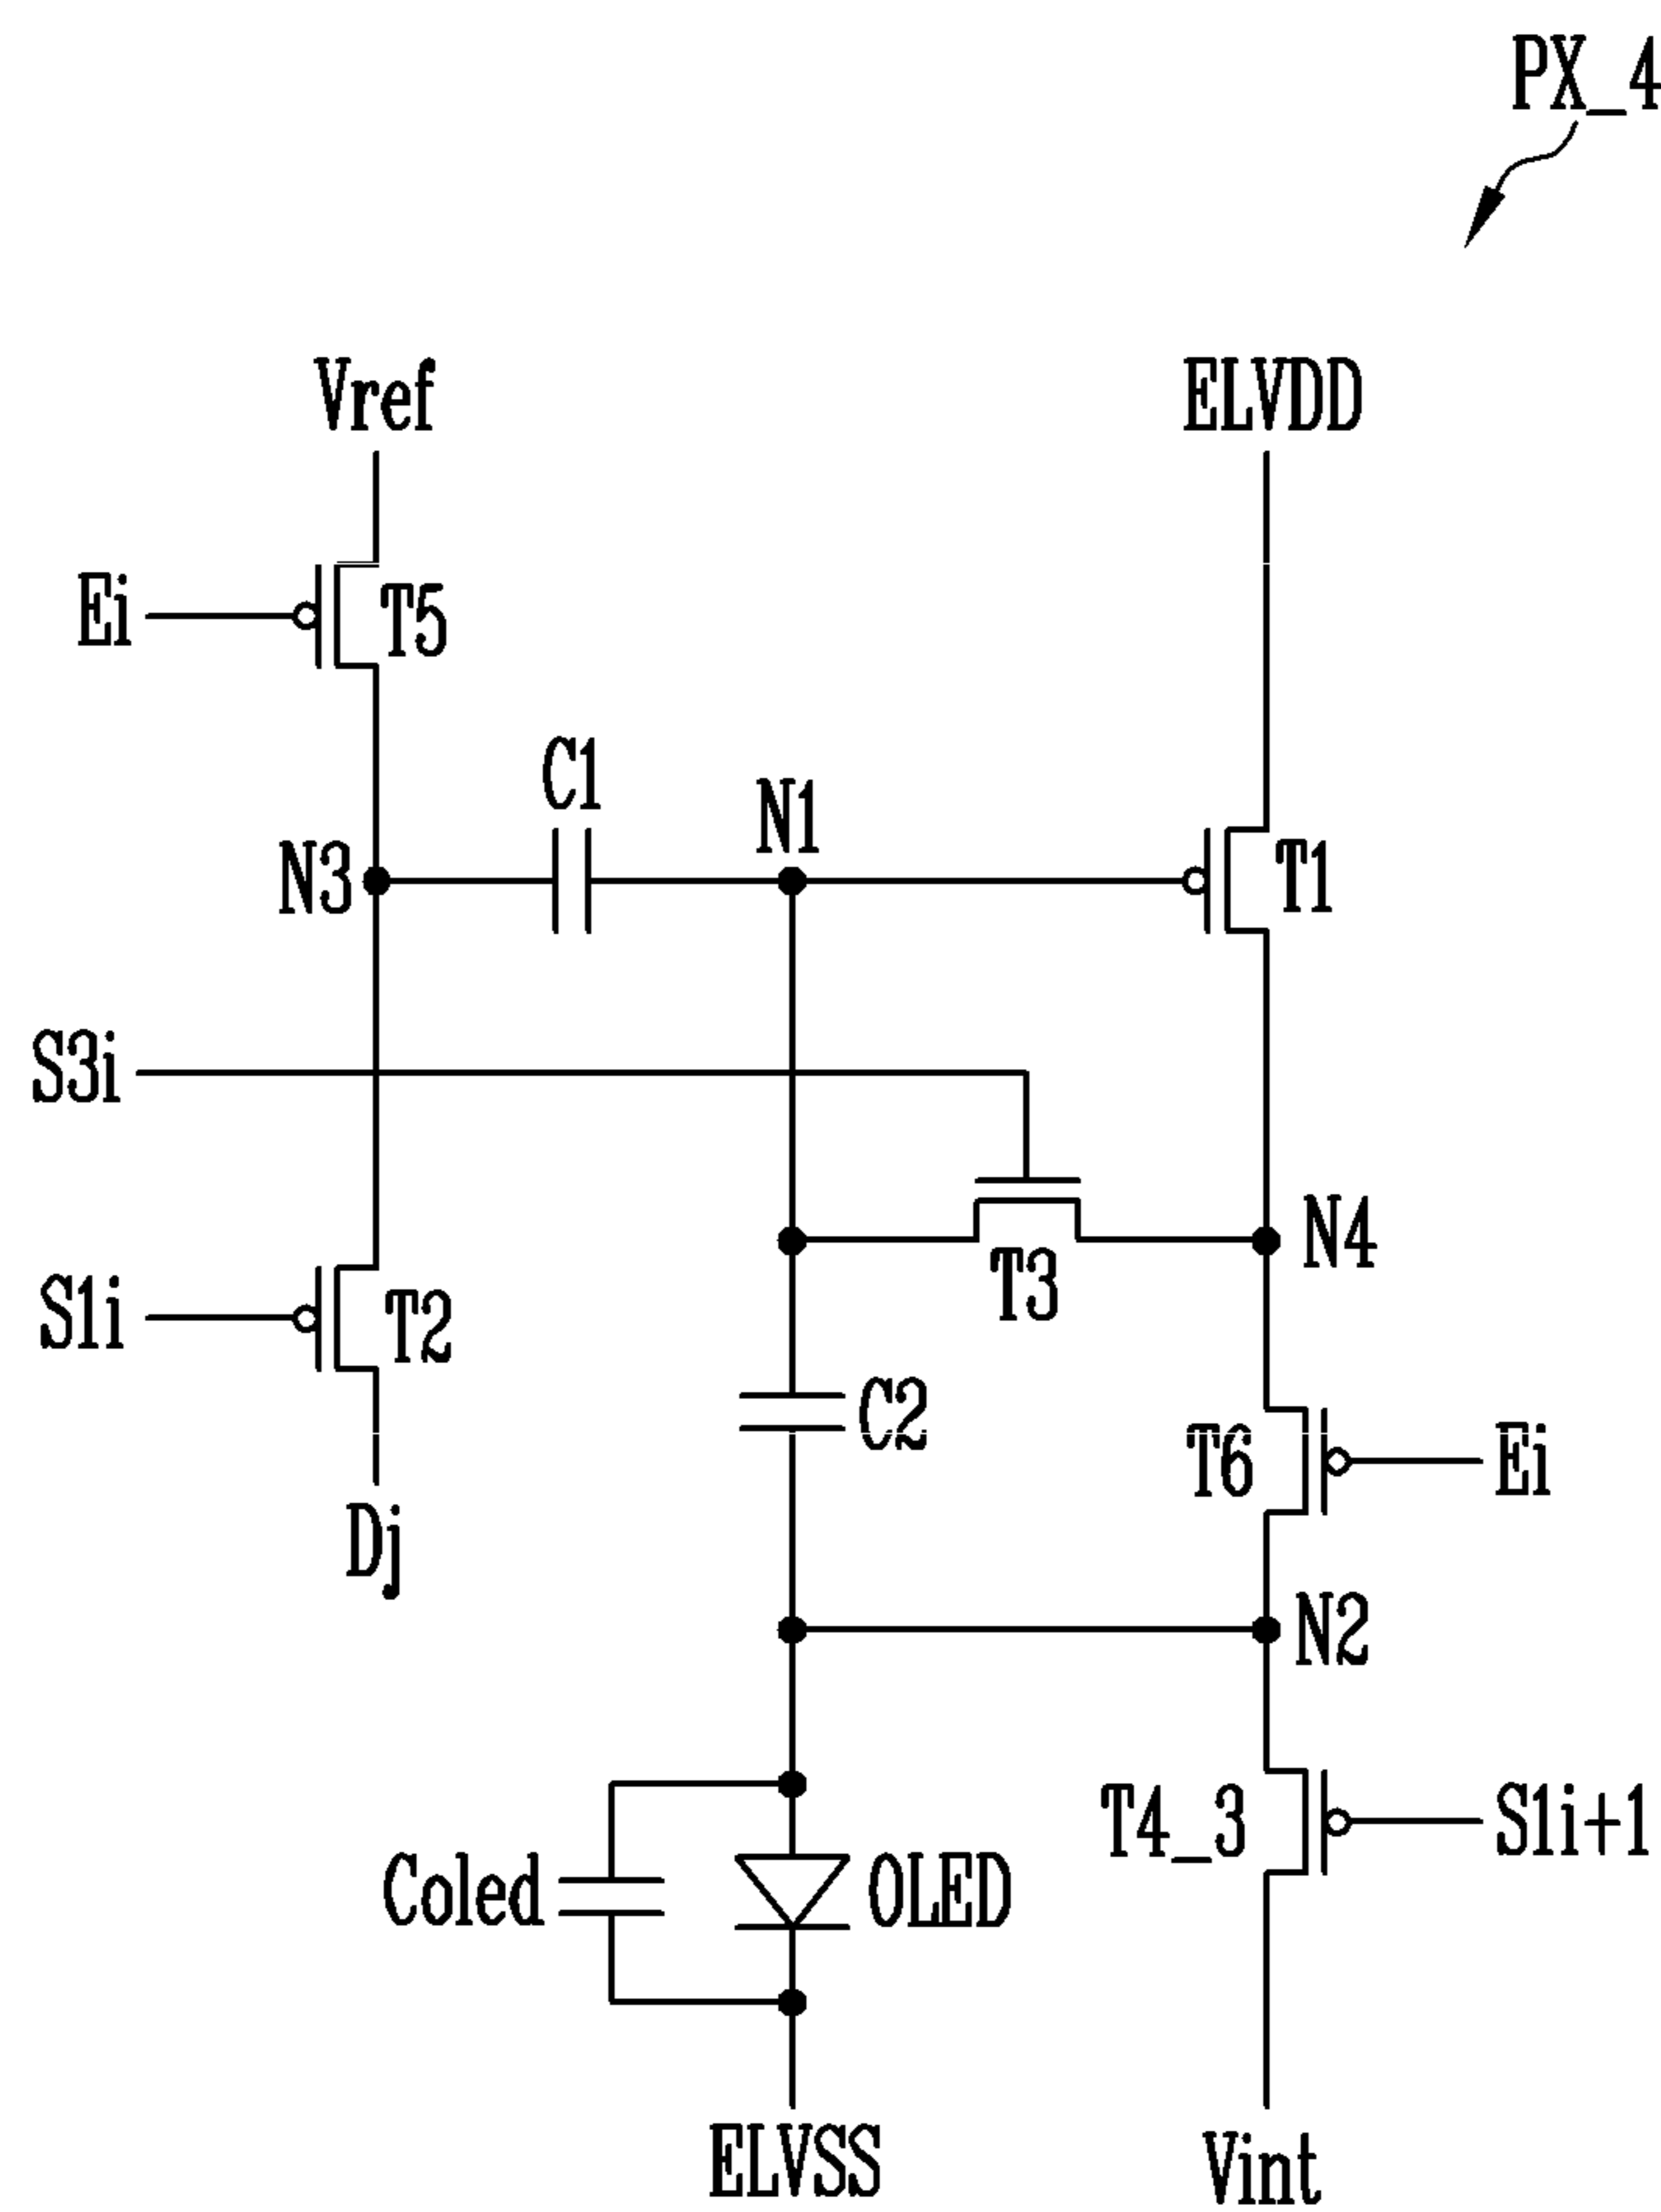 PX_4
Vref
ELVDD
Ei
T5
C1
N1
N3
T1
S3i
N4
T3
S1i
T2
C2
T6
Ei
Dj
N2
T4_3
S1i+1
Coled
OLED
ELVSS
Vint